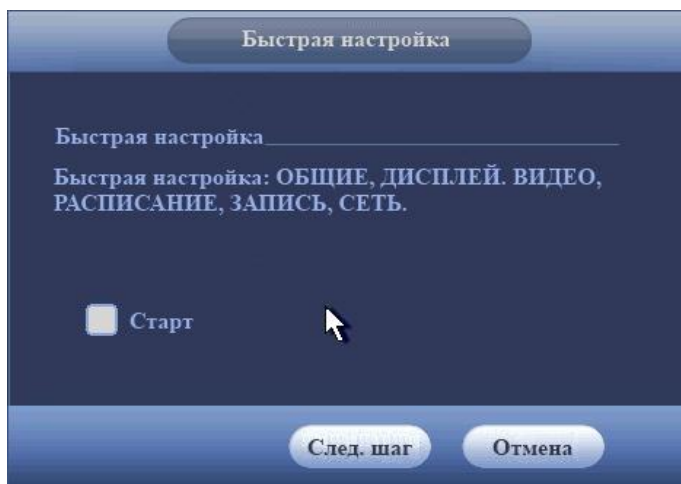 Быстрая настройка
Быстрая настройка
Быстрая настройка: ОБЩИЕ, ДИСПЛЕЙ. ВИДЕО,
РАСПИСАНИЕ, ЗАПИСЬ, СЕТЬ.
Старт
След. шаг Отмена